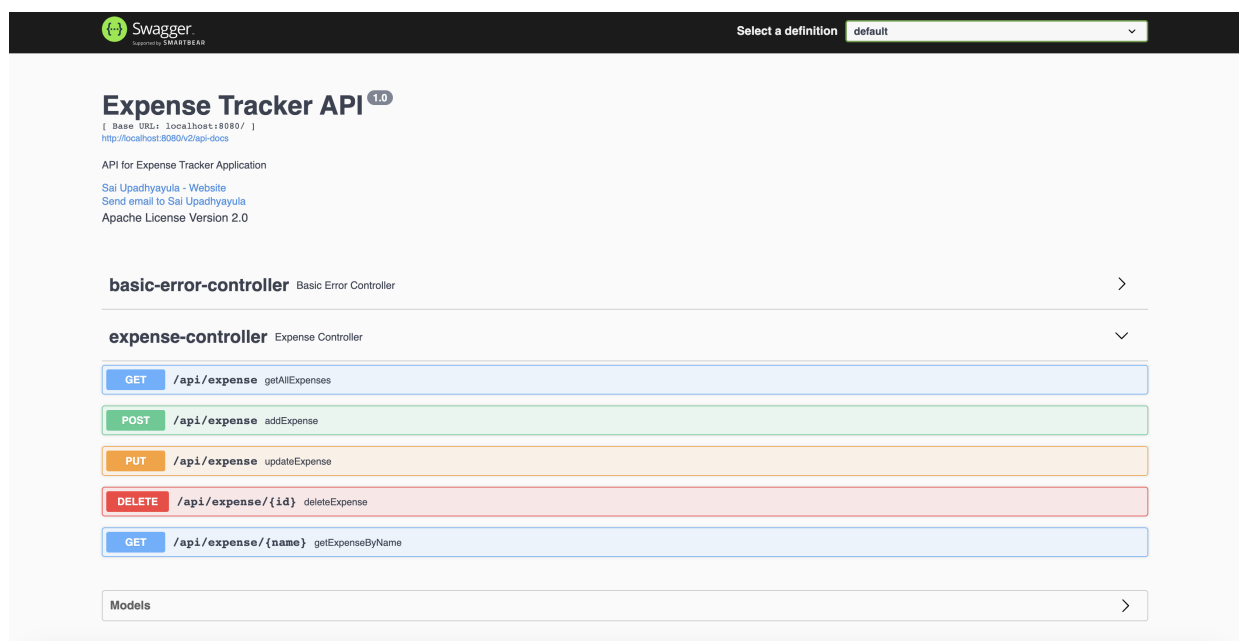 Swagger.
Supported by SMARTBEAR
Select a definition default
Expense Tracker API 1.0
[ Base URL: localhost:8080/ ]
http://localhost:8080/v2/api-docs
API for Expense Tracker Application
Sai Upadhyayula - Website
Send email to Sai Upadhyayula
Apache License Version 2.0
basic-error-controller Basic Error Controller
expense-controller Expense Controller
GET /api/expense getAllExpenses
POST /api/expense addExpense
PUT /api/expense updateExpense
DELETE /api/expense/{id} deleteExpense
GET /api/expense/{name} getExpenseByName
Models